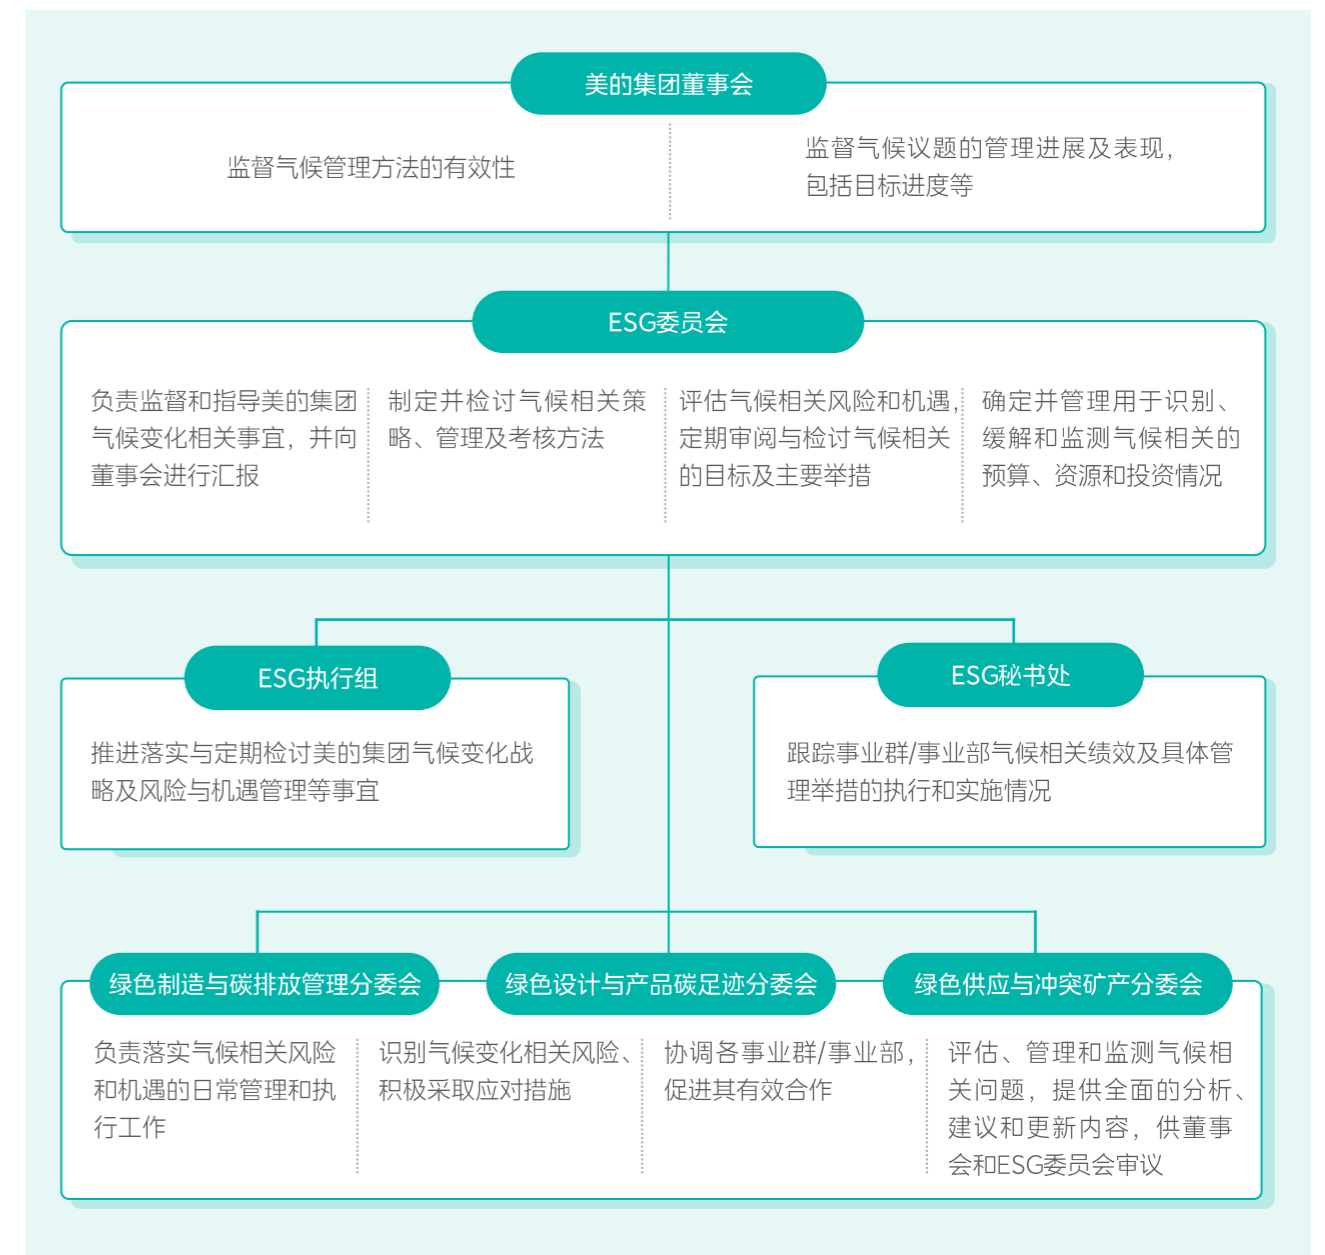 美的集团董事会
监督气候管理方法的有效性
监督气候议题的管理进展及表现，
包括目标进度等
ESG委员会
负责监督和指导美的集团
气候变化相关事宜，并向
董事会进行汇报
制定并检讨气候相关策
略、管理及考核方法
评估气候相关风险和机遇，
定期审阅与检讨气候相关
的目标及主要举措
确定并管理用于识别、
缓解和监测气候相关的
预算、资源和投资情况
ESG执行组
推进落实与定期检讨美的集团气候变化战
略及风险与机遇管理等事宜
ESG秘书处
跟踪事业群/事业部气候相关绩效及具体管
理举措的执行和实施情况
绿色制造与碳排放管理分委会
绿色设计与产品碳足迹分委会
绿色供应与冲突矿产分委会
负责落实气候相关风险
和机遇的日常管理和执
行工作
识别气候变化相关风险、
积极采取应对措施
协调各事业群/事业部，
促进其有效合作
评估、管理和监测气候相
关问题，提供全面的分析、
建议和更新内容，供董事
会和ESG委员会审议